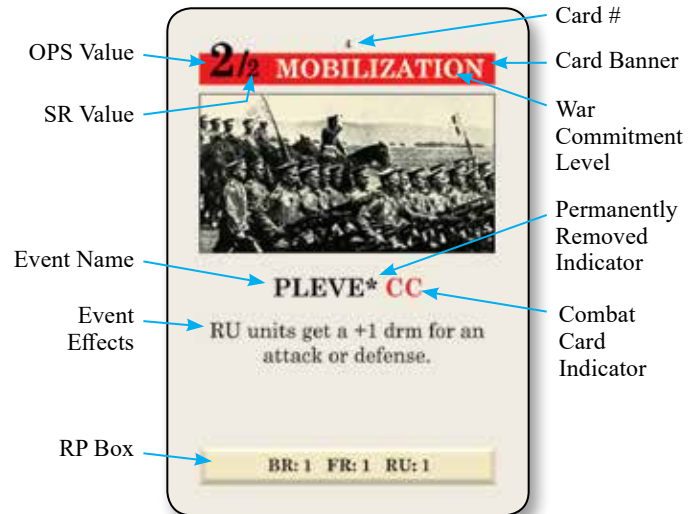 Card #
4
OPS Value
2/2 MOBILIZATION
Card Banner
SR Value
War
Commitment
Level
Permanently
Removed
Indicator
Event Name
PLEVE* CC
Event
Effects
RU units get a +1 drm for an
attack or defense.
Combat
Card
Indicator
RP Box
BR: 1 FR: 1 RU: 1